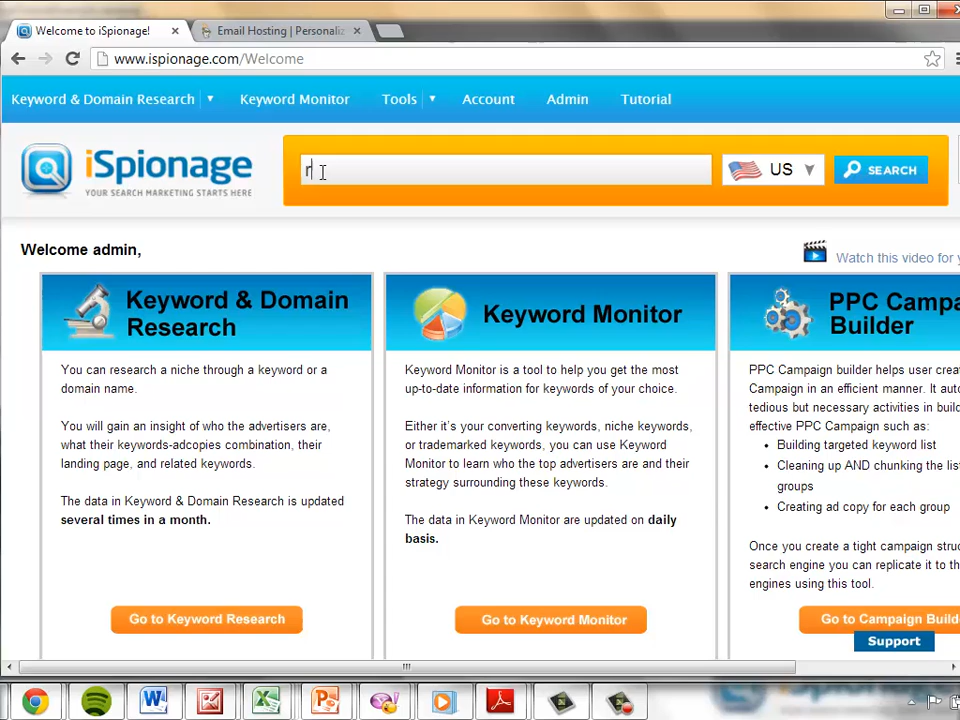 Welcome to iSpionage!
Email Hosting | Personaliz
www.ispionage.com/Welcome
Keyword & Domain Research Keyword Monitor Tools Account Admin Tutorial
iSpionage
YOUR SEARCH MARKETING STARTS HERE
r
US
SEARCH
Welcome admin,
Watch this video for y
Keyword & Domain
Research
You can research a niche through a keyword or a
domain name.
You will gain an insight of who the advertisers are,
what their keywords-adcopies combination, their
landing page, and related keywords.
The data in Keyword & Domain Research is updated
several times in a month.
Go to Keyword Research
Keyword Monitor
Keyword Monitor is a tool to help you get the most
up-to-date information for keywords of your choice.
Either it's your converting keywords, niche keywords,
or trademarked keywords, you can use Keyword
Monitor to learn who the top advertisers are and their
strategy surrounding these keywords.
The data in Keyword Monitor are updated on daily
basis.
Go to Keyword Monitor
PPC Campa
Builder
PPC Campaign builder helps user creat
Campaign in an efficient manner. It auto
tedious but necessary activities in build
effective PPC Campaign such as:
• Building targeted keyword list
• Cleaning up AND chunking the list
groups
• Creating ad copy for each group
Once you create a tight campaign struc
search engine you can replicate it to th
engines using this tool.
Go to Campaign Builde
Support
iSpionage